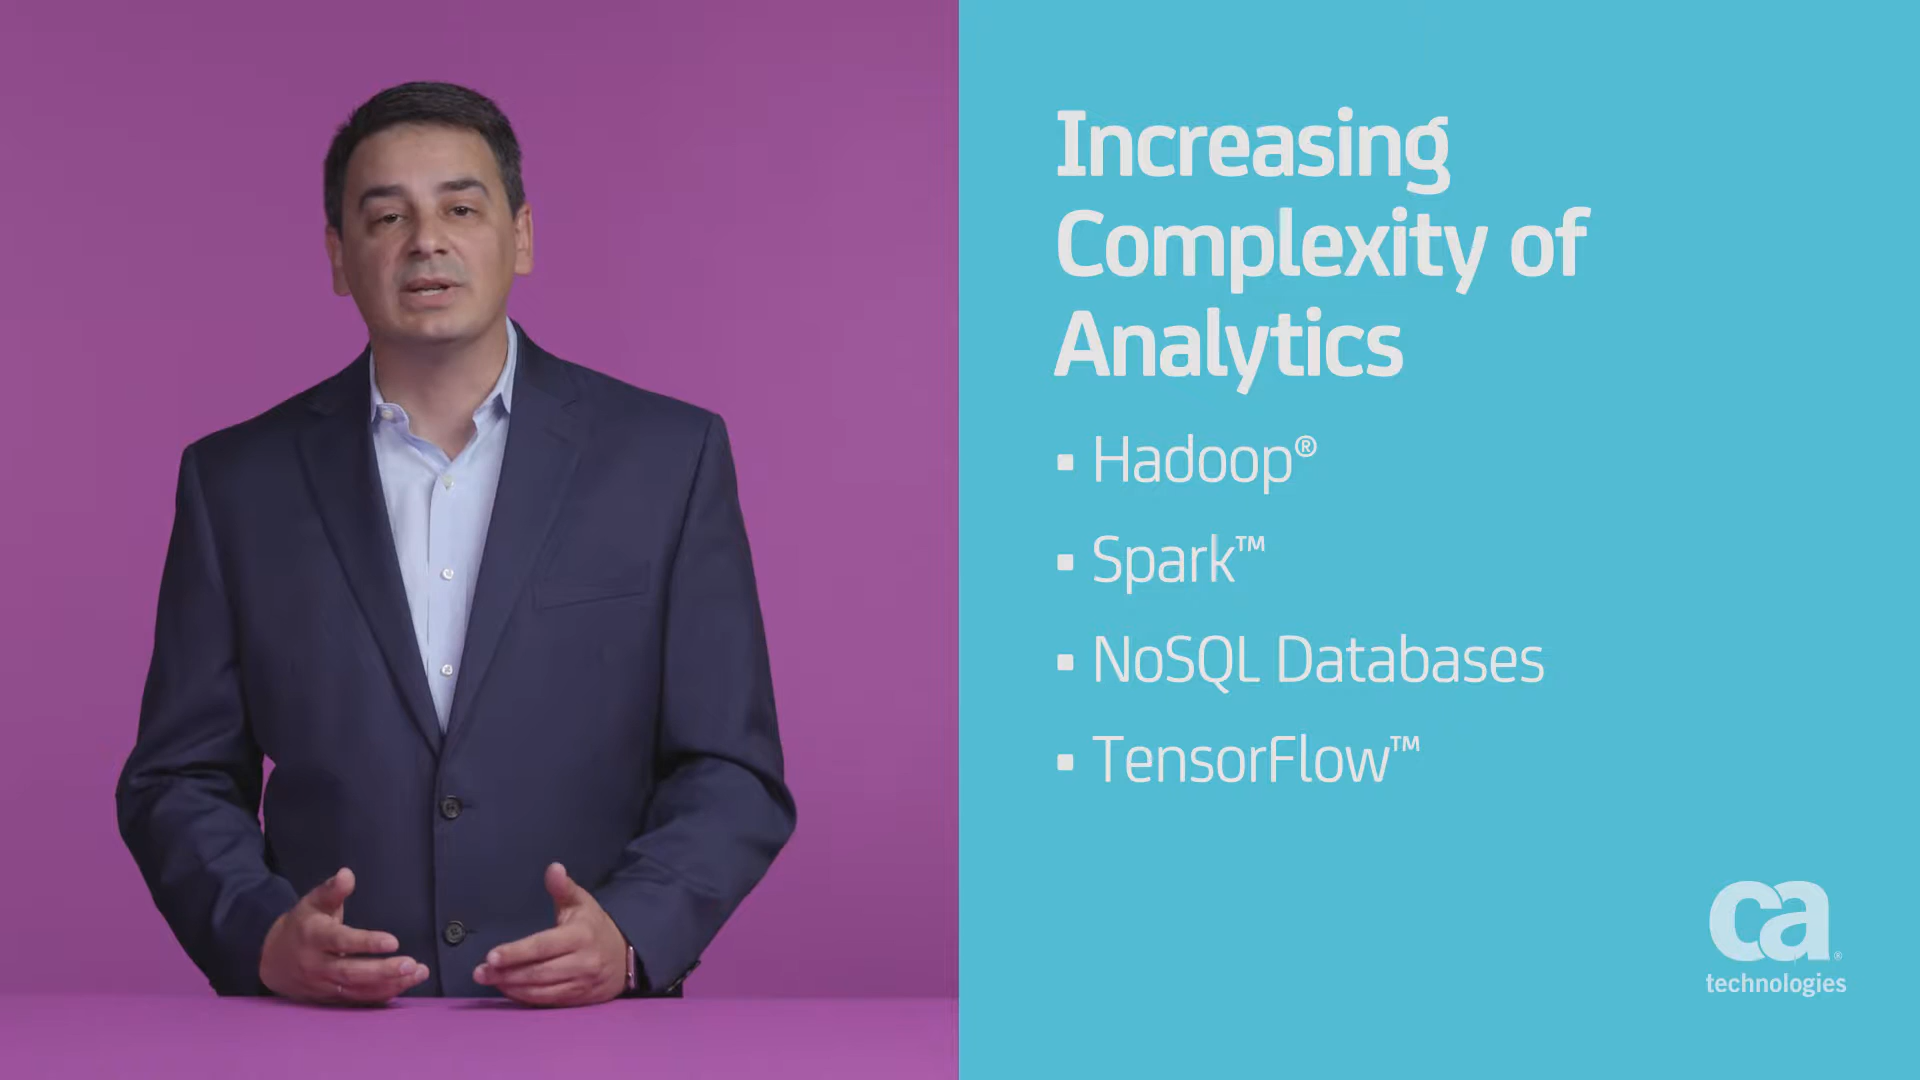 Increasing
Complexity of
Analytics
▪ Hadoop®
▪ Spark™
▪ NoSQL Databases
▪ TensorFlow™
ca®
technologies